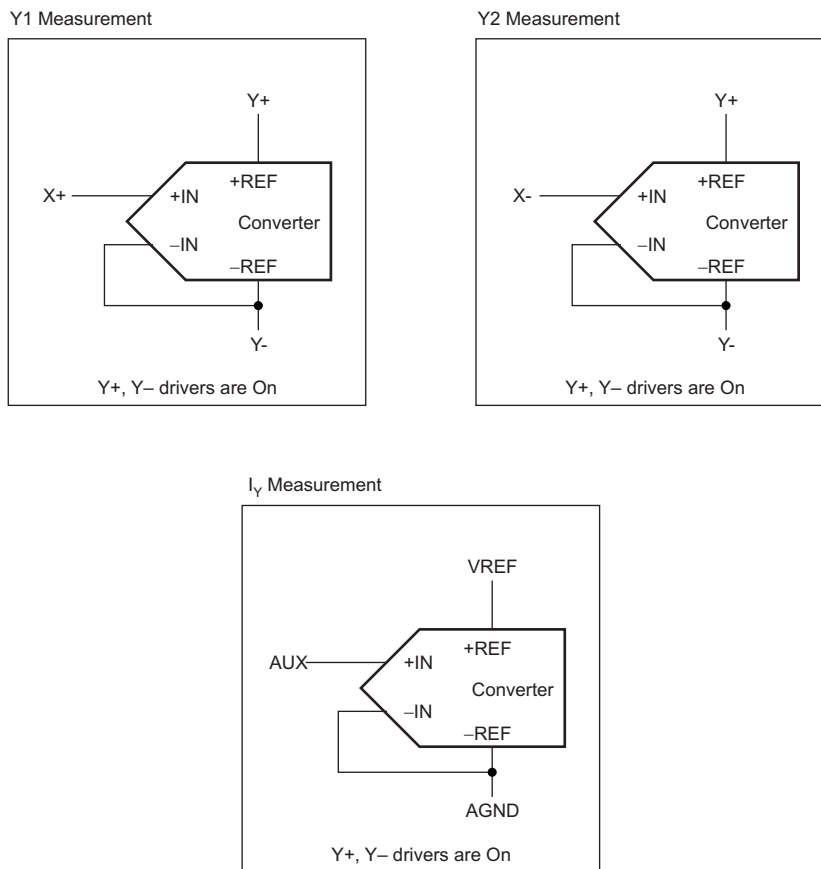 Y1 Measurement
Y+
X+
+IN
+REF
Converter
–IN
–REF
Y-
Y+, Y– drivers are On
Y2 Measurement
Y+
X-
+IN
+REF
Converter
–IN
–REF
Y-
Y+, Y– drivers are On
IY Measurement
VREF
AUX
+IN
+REF
Converter
–IN
–REF
AGND
Y+, Y– drivers are On